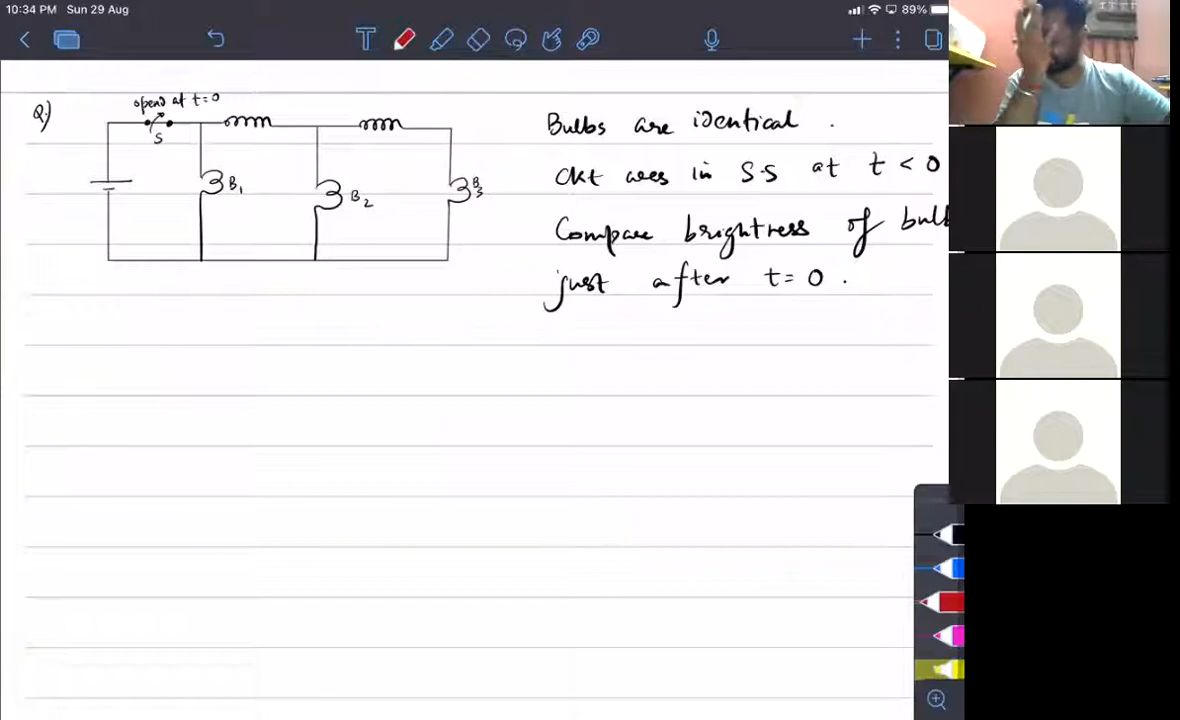 10:34 PM Sun 29 Aug
89%
T
Q.)
opend at t=0
S
B1
B2
B3
Bulbs are identical .
ckt was in S.S at t < 0
Compare brightness of bulb
just after t=0 .